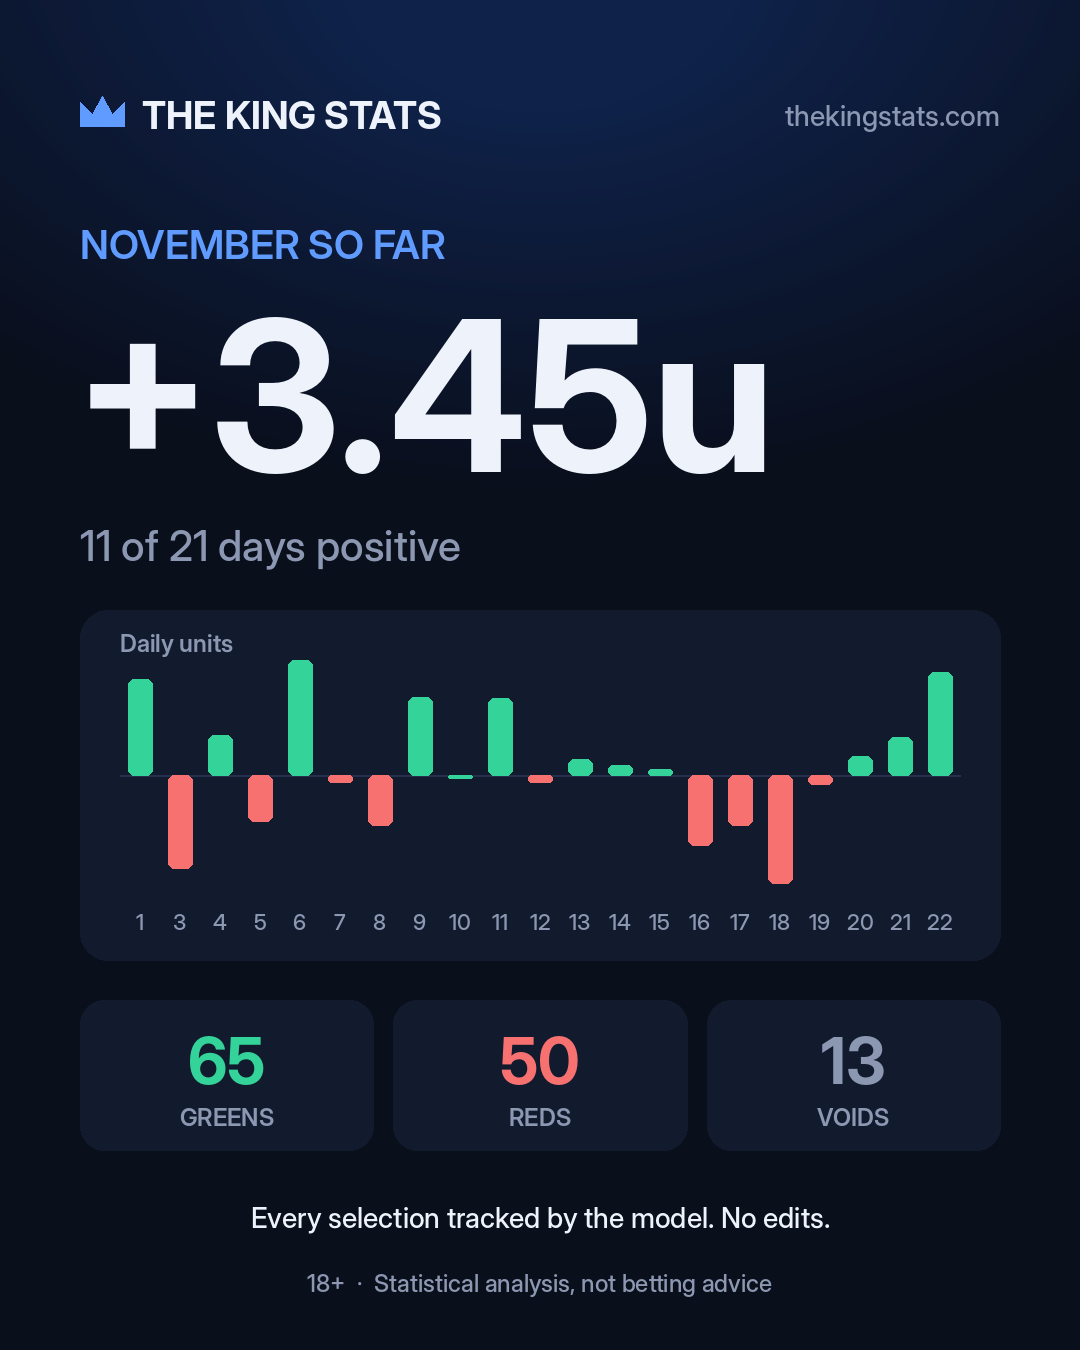 THE KING STATS
thekingstats.com
NOVEMBER SO FAR
+3.45u
11 of 21 days positive
Daily units
1 3 4 5 6 7 8 9 10 11 12 13 14 15 16 17 18 19 20 21 22
65
GREENS
50
REDS
13
VOIDS
Every selection tracked by the model. No edits.
18+ · Statistical analysis, not betting advice